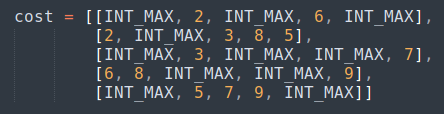 cost = [[INT_MAX, 2, INT_MAX, 6, INT_MAX],
[2, INT_MAX, 3, 8, 5],
[INT_MAX, 3, INT_MAX, INT_MAX, 7],
[6, 8, INT_MAX, INT_MAX, 9],
[INT_MAX, 5, 7, 9, INT_MAX]]